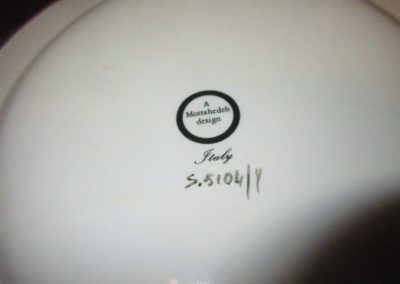 A
Mottahedeh
design
Italy
S.5104/Y